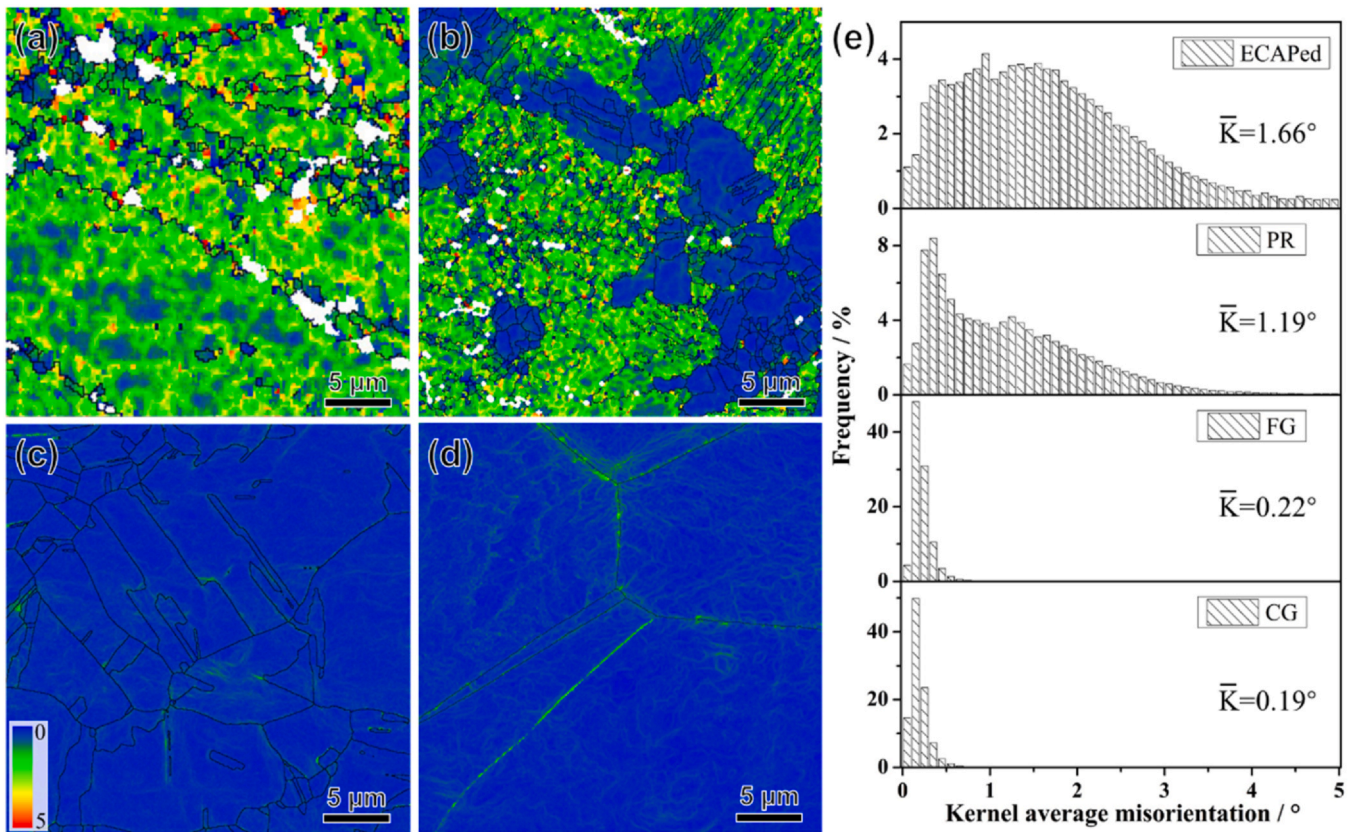 (a)
5 µm
(b)
5 µm
(c)
0
5
5 µm
(d)
5 µm
(e)
Frequency / %
4
2
0
ECAPed
K̅=1.66°
8
4
0
PR
K̅=1.19°
40
20
0
FG
K̅=0.22°
40
20
0
CG
K̅=0.19°
0 1 2 3 4 5
Kernel average misorientation / °